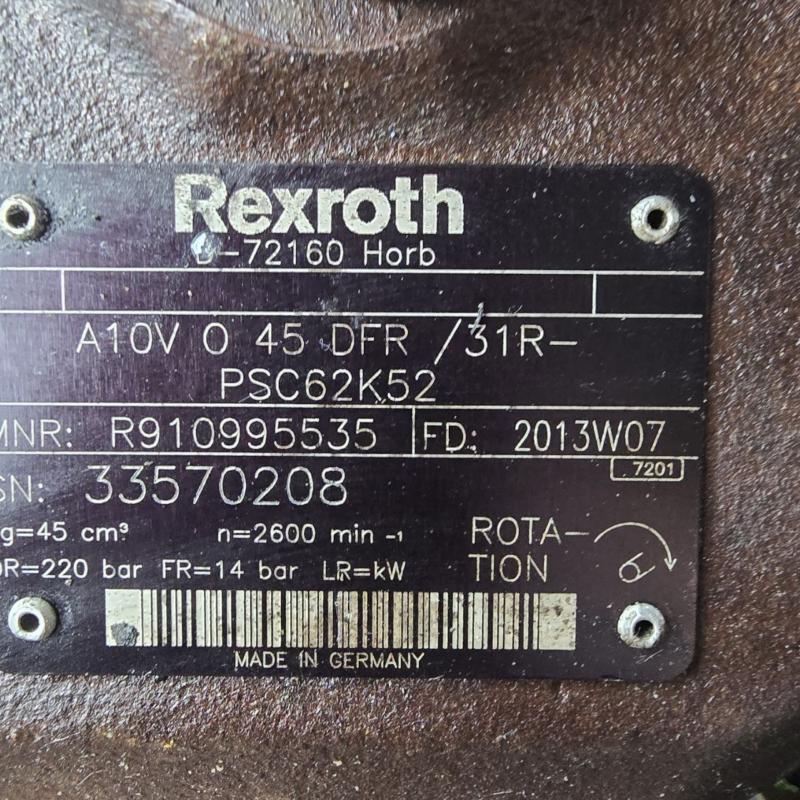 Rexroth
D-72160 Horb
A10V O 45 DFR /31R-
PSC62K52
MNR: R910995535 FD: 2013W07
7201
SN: 33570208
g=45 cm³ n=2600 min -1
DR=220 bar FR=14 bar LR=kW
ROTA-
TION
MADE IN GERMANY